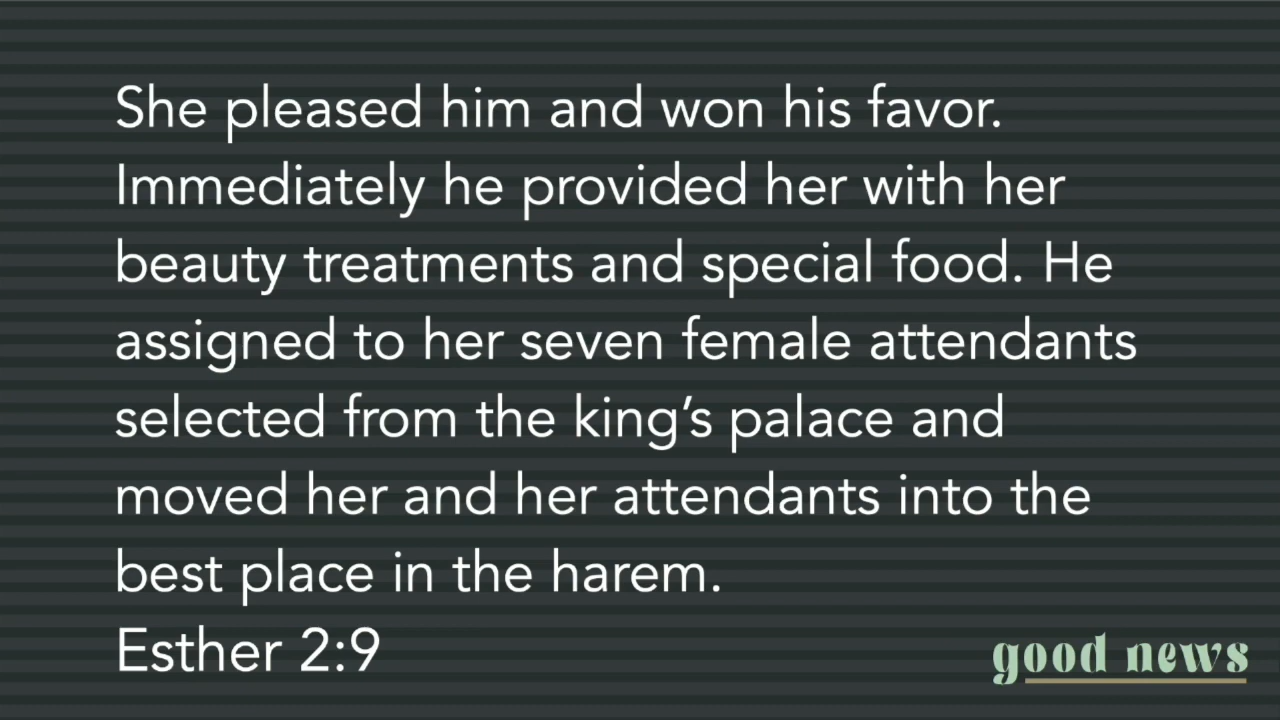 She pleased him and won his favor.
Immediately he provided her with her
beauty treatments and special food. He
assigned to her seven female attendants
selected from the king’s palace and
moved her and her attendants into the
best place in the harem.
Esther 2:9
good news